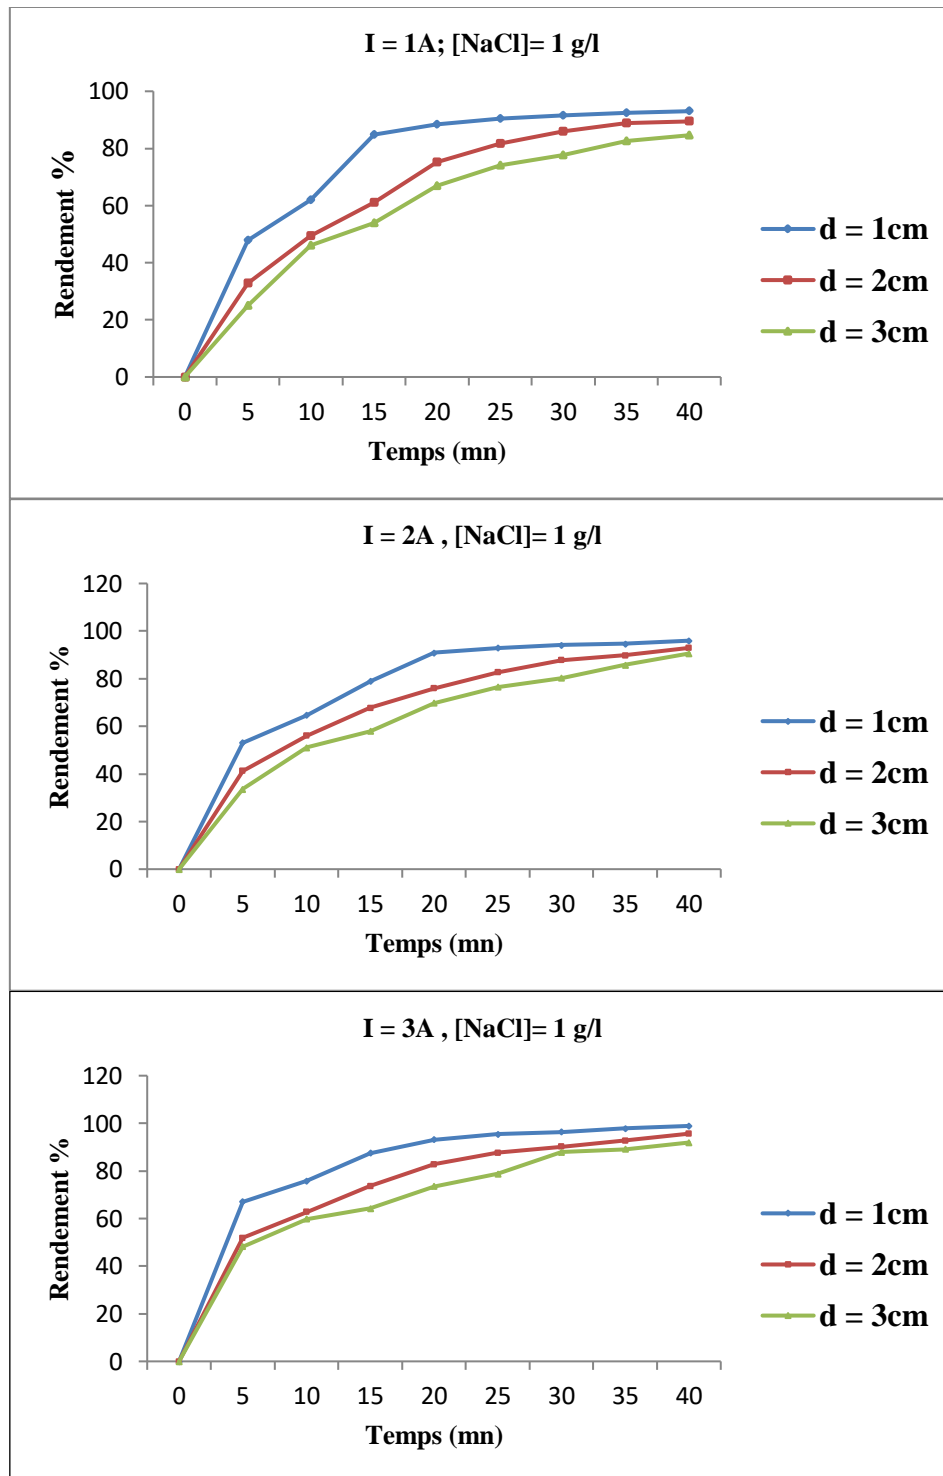 I = 1A; [NaCl]= 1 g/l
100
80
60
40
20
0
Rendement %
0 5 10 15 20 25 30 35 40
Temps (mn)
d = 1cm
d = 2cm
d = 3cm
I = 2A , [NaCl]= 1 g/l
120
100
80
60
40
20
0
Rendement %
0 5 10 15 20 25 30 35 40
Temps (mn)
d = 1cm
d = 2cm
d = 3cm
I = 3A , [NaCl]= 1 g/l
120
100
80
60
40
20
0
Rendement %
0 5 10 15 20 25 30 35 40
Temps (mn)
d = 1cm
d = 2cm
d = 3cm